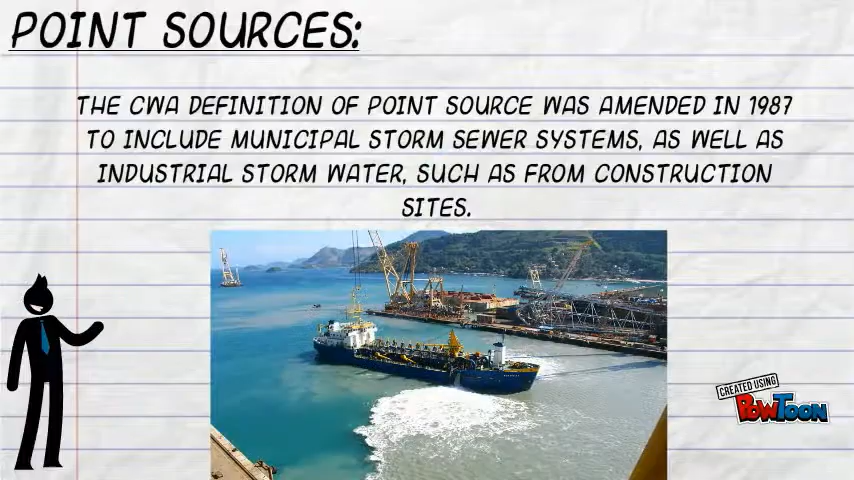 POINT SOURCES:
THE CWA DEFINITION OF POINT SOURCE WAS AMENDED IN 1987
TO INCLUDE MUNICIPAL STORM SEWER SYSTEMS, AS WELL AS
INDUSTRIAL STORM WATER, SUCH AS FROM CONSTRUCTION
SITES.
CREATED USING
POWTOON